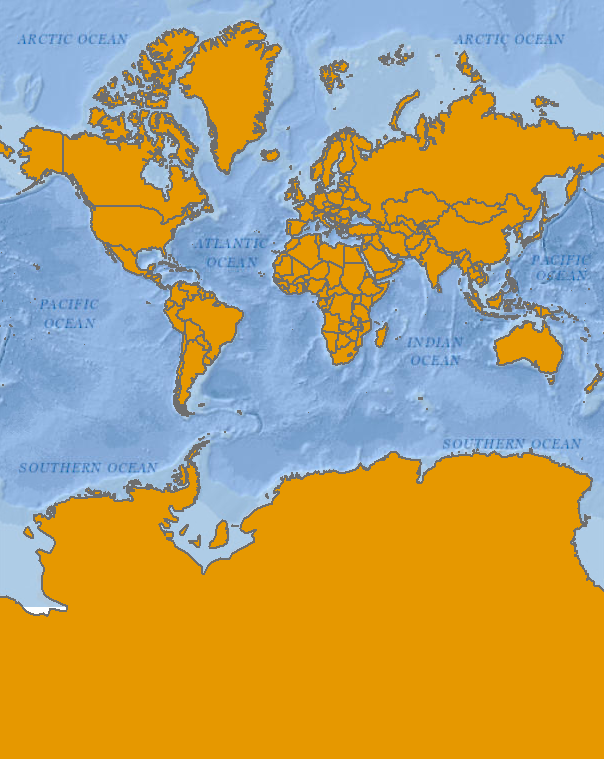 ARCTIC OCEAN
ARCTIC OCEAN
ATLANTIC
OCEAN
PACIFIC
OCEAN
PACIFIC
OCEAN
INDIAN
OCEAN
SOUTHERN OCEAN
SOUTHERN OCEAN